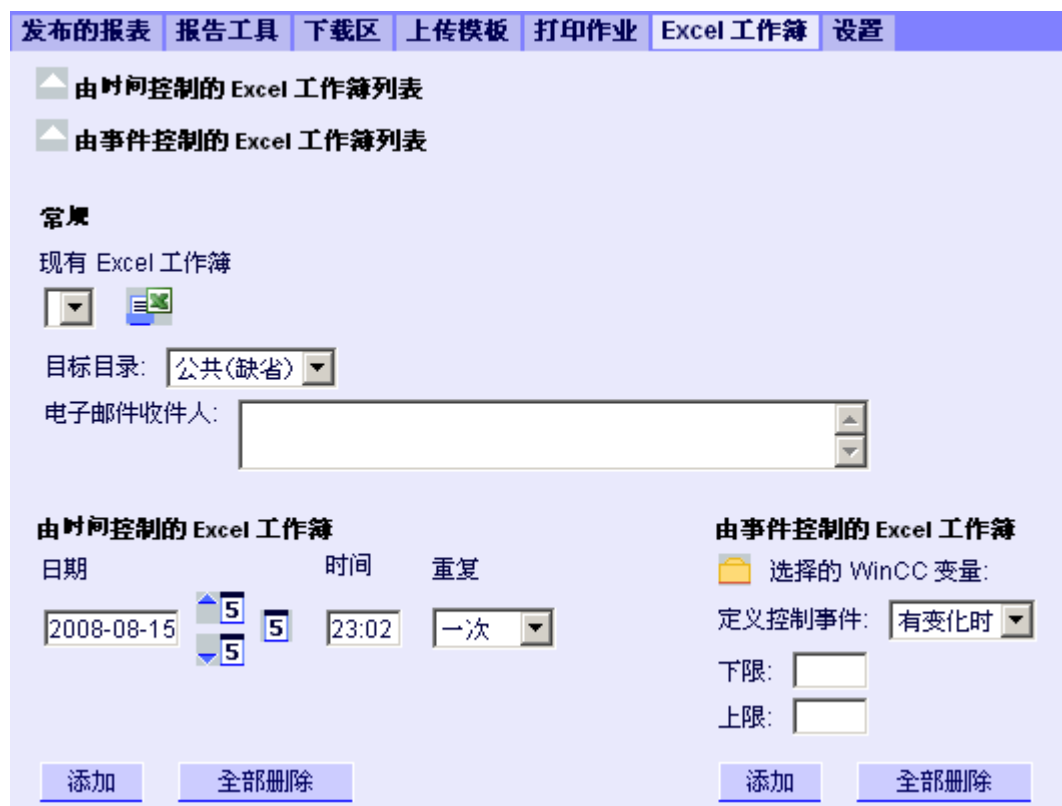 发布的报表 报告工具 下载区 上传模板 打印作业 Excel 工作簿 设置
由时间控制的 Excel 工作簿列表
由事件控制的 Excel 工作簿列表
常规
现有 Excel 工作簿
目标目录: 公共(缺省)
电子邮件收件人:
由时间控制的 Excel 工作簿 由事件控制的 Excel 工作簿
日期 时间 重复 选择的 WinCC 变量:
2008-08-15 5 5 5 23:02 一次 定义控制事件: 有变化时
下限:
上限:
添加 全部删除 添加 全部删除